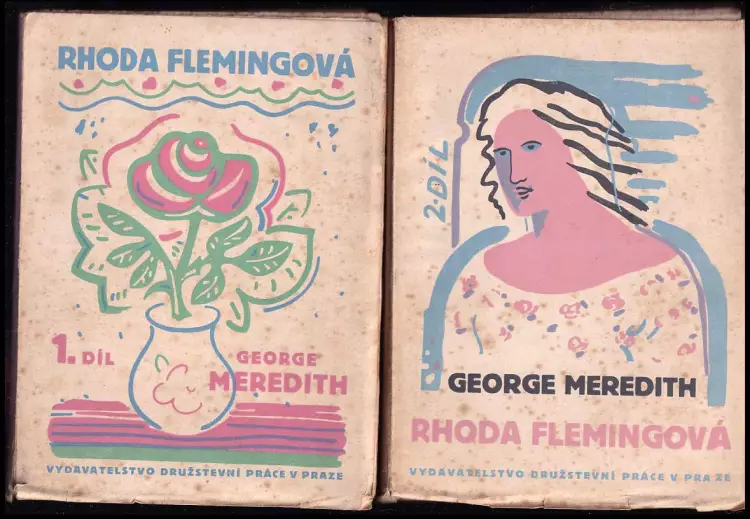 RHODA FLEMINGOVÁ
1. DÍL
GEORGE
MEREDITH
VYDAVATELSTVO DRUŽSTEVNÍ PRÁCE V PRAZE
2·DÍL
GEORGE MEREDITH
RHODA FLEMINGOVÁ
VYDAVATELSTVO DRUŽSTEVNÍ PRÁCE V PRAZE